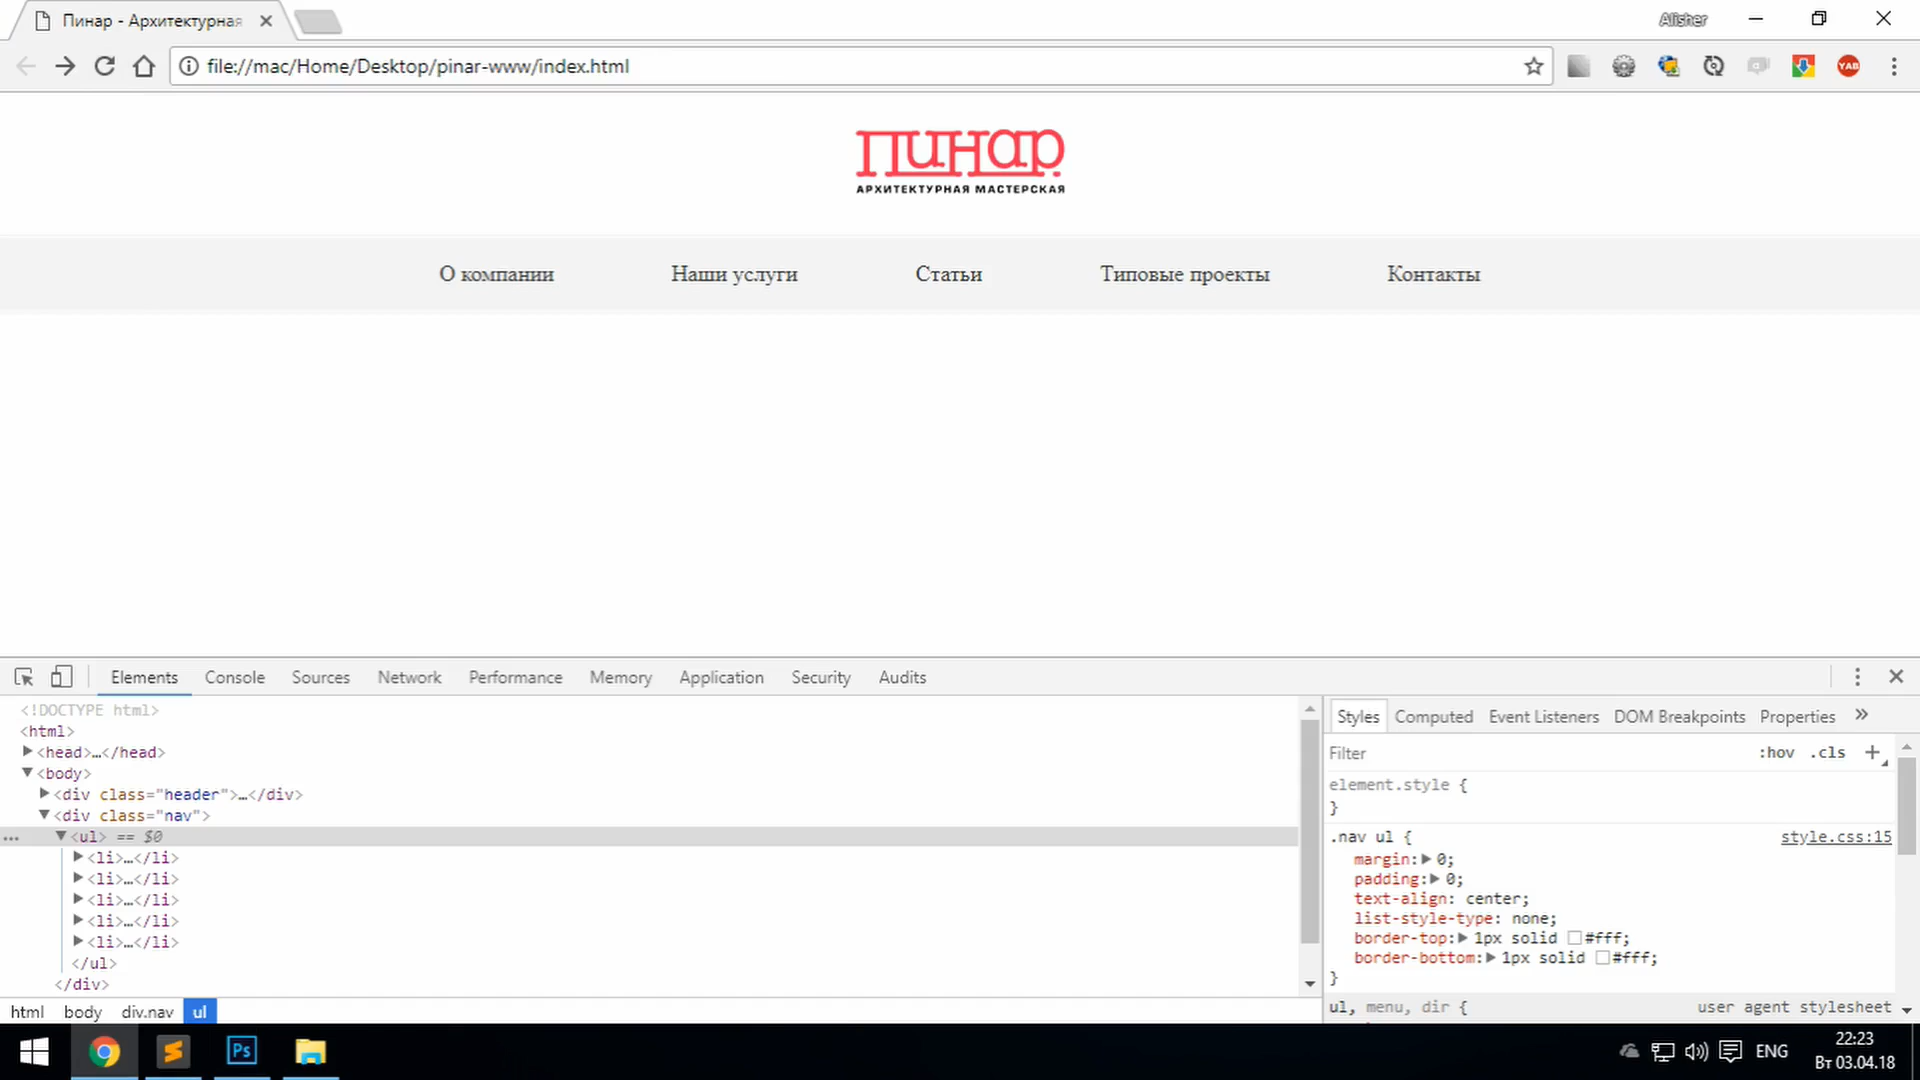 Пинар - Архитектурная
Alisher
file://mac/Home/Desktop/pinar-www/index.html
YAB
пинар
АРХИТЕКТУРНАЯ МАСТЕРСКАЯ
О компании Наши услуги Статьи Типовые проекты Контакты
Elements Console Sources Network Performance Memory Application Security Audits
<!DOCTYPE html>
<html>
<head>…</head>
<body>
<div class="header">…</div>
<div class="nav">
… <ul> == $0
<li>…</li>
<li>…</li>
<li>…</li>
<li>…</li>
<li>…</li>
</ul>
</div>
html body div.nav ul
Styles Computed Event Listeners DOM Breakpoints Properties »
Filter :hov .cls +
element.style {
}
.nav ul { style.css:15
margin: 0;
padding: 0;
text-align: center;
list-style-type: none;
border-top: 1px solid #fff;
border-bottom: 1px solid #fff;
}
ul, menu, dir { user agent stylesheet
Ps
ENG
22:23
Вт 03.04.18